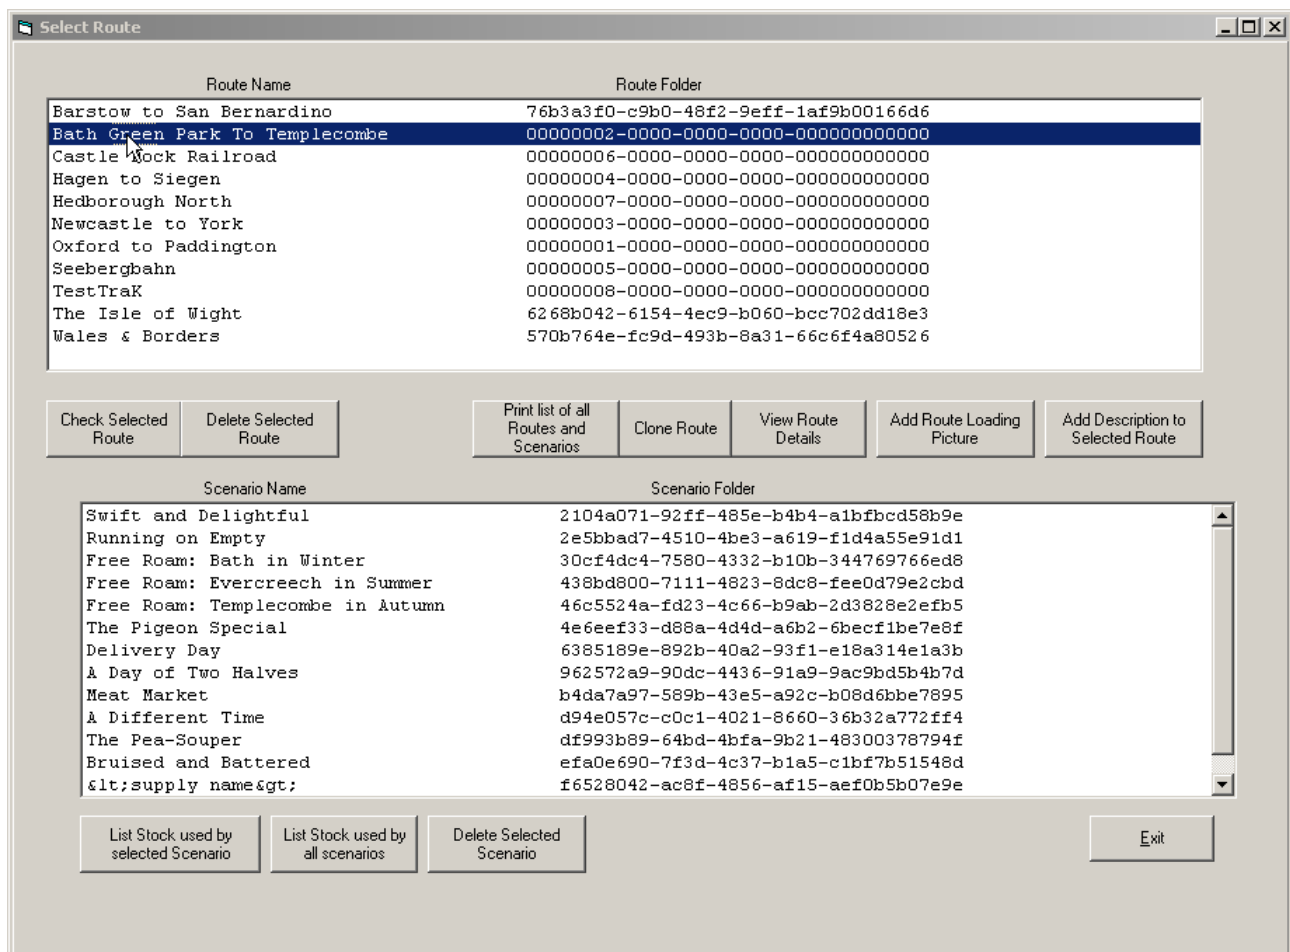 Select Route
Route Name Route Folder
Barstow to San Bernardino 76b3a3f0-c9b0-48f2-9eff-1af9b00166d6
Bath Green Park To Templecombe 00000002-0000-0000-0000-000000000000
Castle Rock Railroad 00000006-0000-0000-0000-000000000000
Hagen to Siegen 00000004-0000-0000-0000-000000000000
Hedborough North 00000007-0000-0000-0000-000000000000
Newcastle to York 00000003-0000-0000-0000-000000000000
Oxford to Paddington 00000001-0000-0000-0000-000000000000
Seebergbahn 00000005-0000-0000-0000-000000000000
TestTraK 00000008-0000-0000-0000-000000000000
The Isle of Wight 6268b042-6154-4ec9-b060-bcc702dd18e3
Wales & Borders 570b764e-fc9d-493b-8a31-66c6f4a80526
Check Selected
Route
Delete Selected
Route
Print list of all
Routes and
Scenarios
Clone Route
View Route
Details
Add Route Loading
Picture
Add Description to
Selected Route
Scenario Name Scenario Folder
Swift and Delightful 2104a071-92ff-485e-b4b4-a1bfbcd58b9e
Running on Empty 2e5bbad7-4510-4be3-a619-f1d4a55e91d1
Free Roam: Bath in Winter 30cf4dc4-7580-4332-b10b-344769766ed8
Free Roam: Evercreech in Summer 438bd800-7111-4823-8dc8-fee0d79e2cbd
Free Roam: Templecombe in Autumn 46c5524a-fd23-4c66-b9ab-2d3828e2efb5
The Pigeon Special 4e6eef33-d88a-4d4d-a6b2-6becf1be7e8f
Delivery Day 6385189e-892b-40a2-93f1-e18a314e1a3b
A Day of Two Halves 962572a9-90dc-4436-91a9-9ac9bd5b4b7d
Meat Market b4da7a97-589b-43e5-a92c-b08d6bbe7895
A Different Time d94e057c-c0c1-4021-8660-36b32a772ff4
The Pea-Souper df993b89-64bd-4bfa-9b21-48300378794f
Bruised and Battered efa0e690-7f3d-4c37-b1a5-c1bf7b51548d
&lt;supply name&gt; f6528042-ac8f-4856-af15-aef0b5b07e9e
List Stock used by
selected Scenario
List Stock used by
all scenarios
Delete Selected
Scenario
Exit